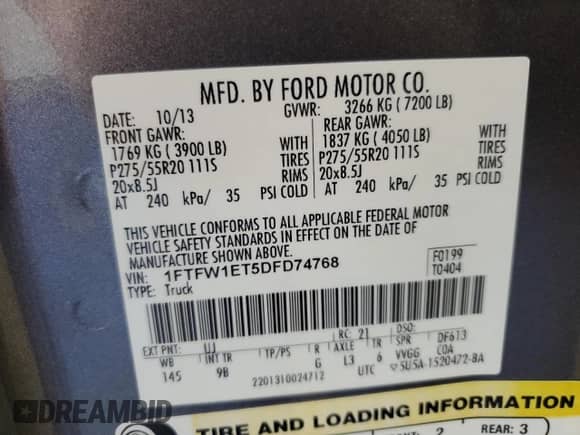 MFD. BY FORD MOTOR CO.
DATE: 10/13 GVWR: 3266 KG ( 7200 LB)
FRONT GAWR: REAR GAWR:
1769 KG ( 3900 LB) WITH 1837 KG ( 4050 LB) WITH
P275/55R20 111S TIRES P275/55R20 111S TIRES
20x8.5J RIMS 20x8.5J RIMS
AT 240 kPa/ 35 PSI COLD AT 240 kPa/ 35 PSI COLD
THIS VEHICLE CONFORMS TO ALL APPLICABLE FEDERAL MOTOR
VEHICLE SAFETY STANDARDS IN EFFECT ON THE DATE OF
MANUFACTURE SHOWN ABOVE.
VIN: 1FTFW1ET5DFD74768 F0199
TYPE: Truck T0404
EXT PNT: UJ RC: 21 DSO:
WB INT TR TP/PS R AXLE TR SPR DF613
145 9B G L3 6 VVGG COA
2201310024712 UTC 5U5A-1520472-BA
TIRE AND LOADING INFORMATION
2 REAR: 3
DREAMBID